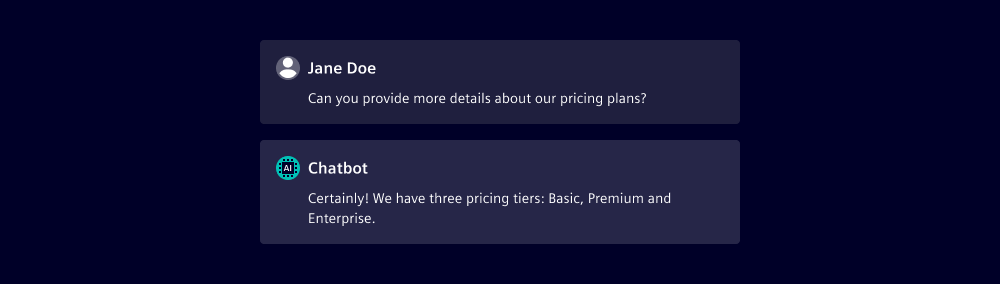 Jane Doe
Can you provide more details about our pricing plans?
AI
Chatbot
Certainly! We have three pricing tiers: Basic, Premium and
Enterprise.